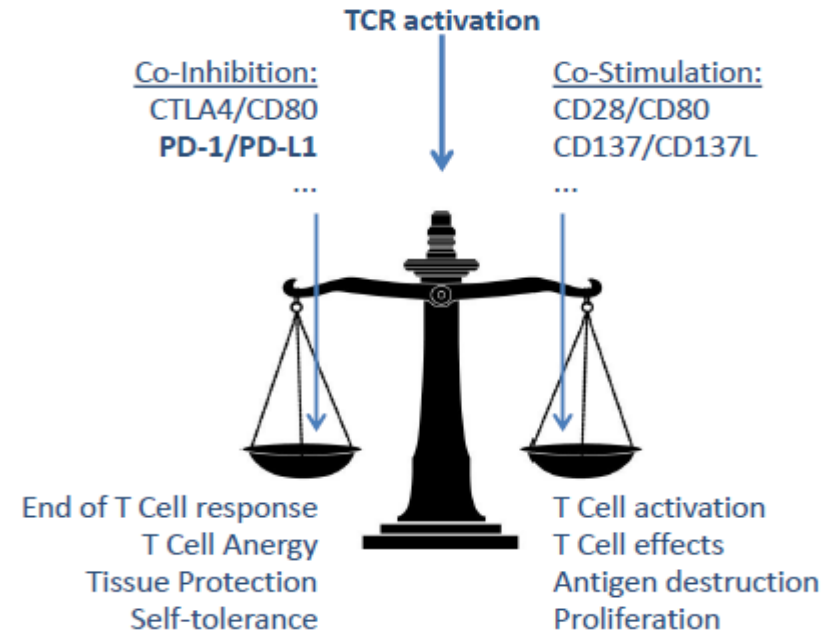 TCR activation
Co-Inhibition:
CTLA4/CD80
PD-1/PD-L1
...
Co-Stimulation:
CD28/CD80
CD137/CD137L
...
End of T Cell response
T Cell Anergy
Tissue Protection
Self-tolerance
T Cell activation
T Cell effects
Antigen destruction
Proliferation